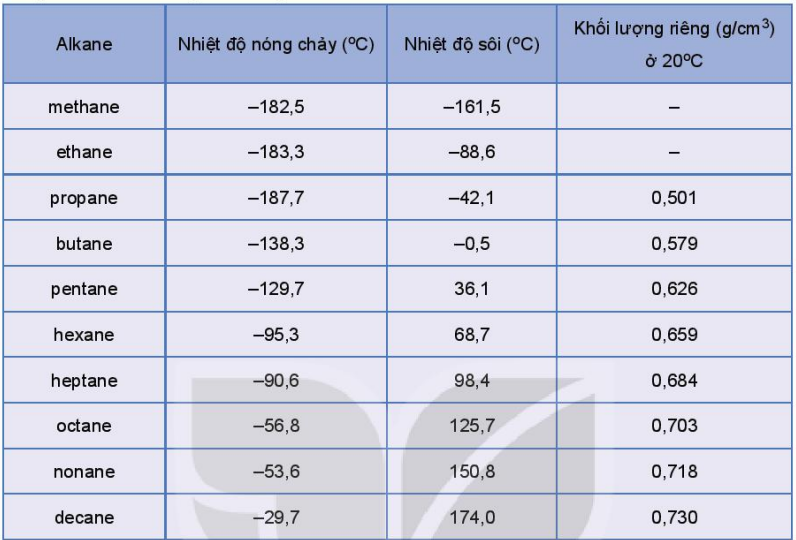 Alkane Nhiệt độ nóng chảy (ºC) Nhiệt độ sôi (ºC) Khối lượng riêng (g/cm³)
ở 20ºC
methane –182,5 –161,5 –
ethane –183,3 –88,6 –
propane –187,7 –42,1 0,501
butane –138,3 –0,5 0,579
pentane –129,7 36,1 0,626
hexane –95,3 68,7 0,659
heptane –90,6 98,4 0,684
octane –56,8 125,7 0,703
nonane –53,6 150,8 0,718
decane –29,7 174,0 0,730